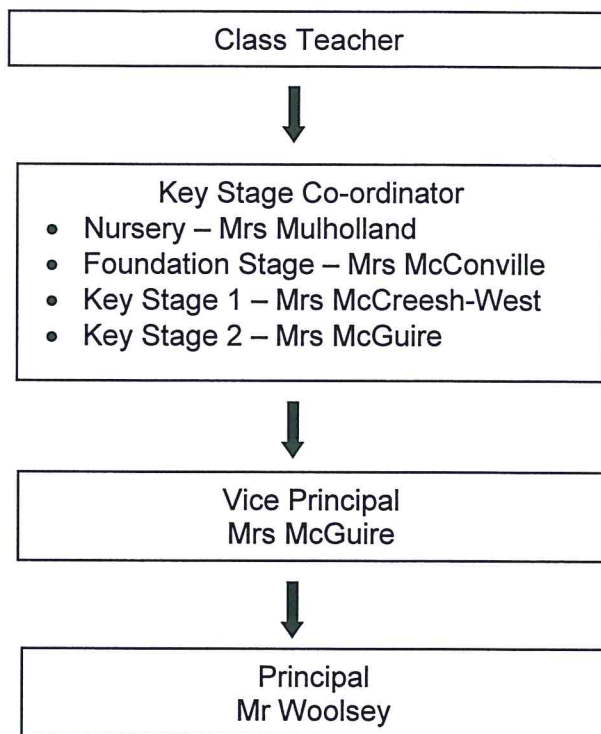 Class Teacher
Key Stage Co-ordinator
• Nursery – Mrs Mulholland
• Foundation Stage – Mrs McConville
• Key Stage 1 – Mrs McCreesh-West
• Key Stage 2 – Mrs McGuire
Vice Principal
Mrs McGuire
Principal
Mr Woolsey